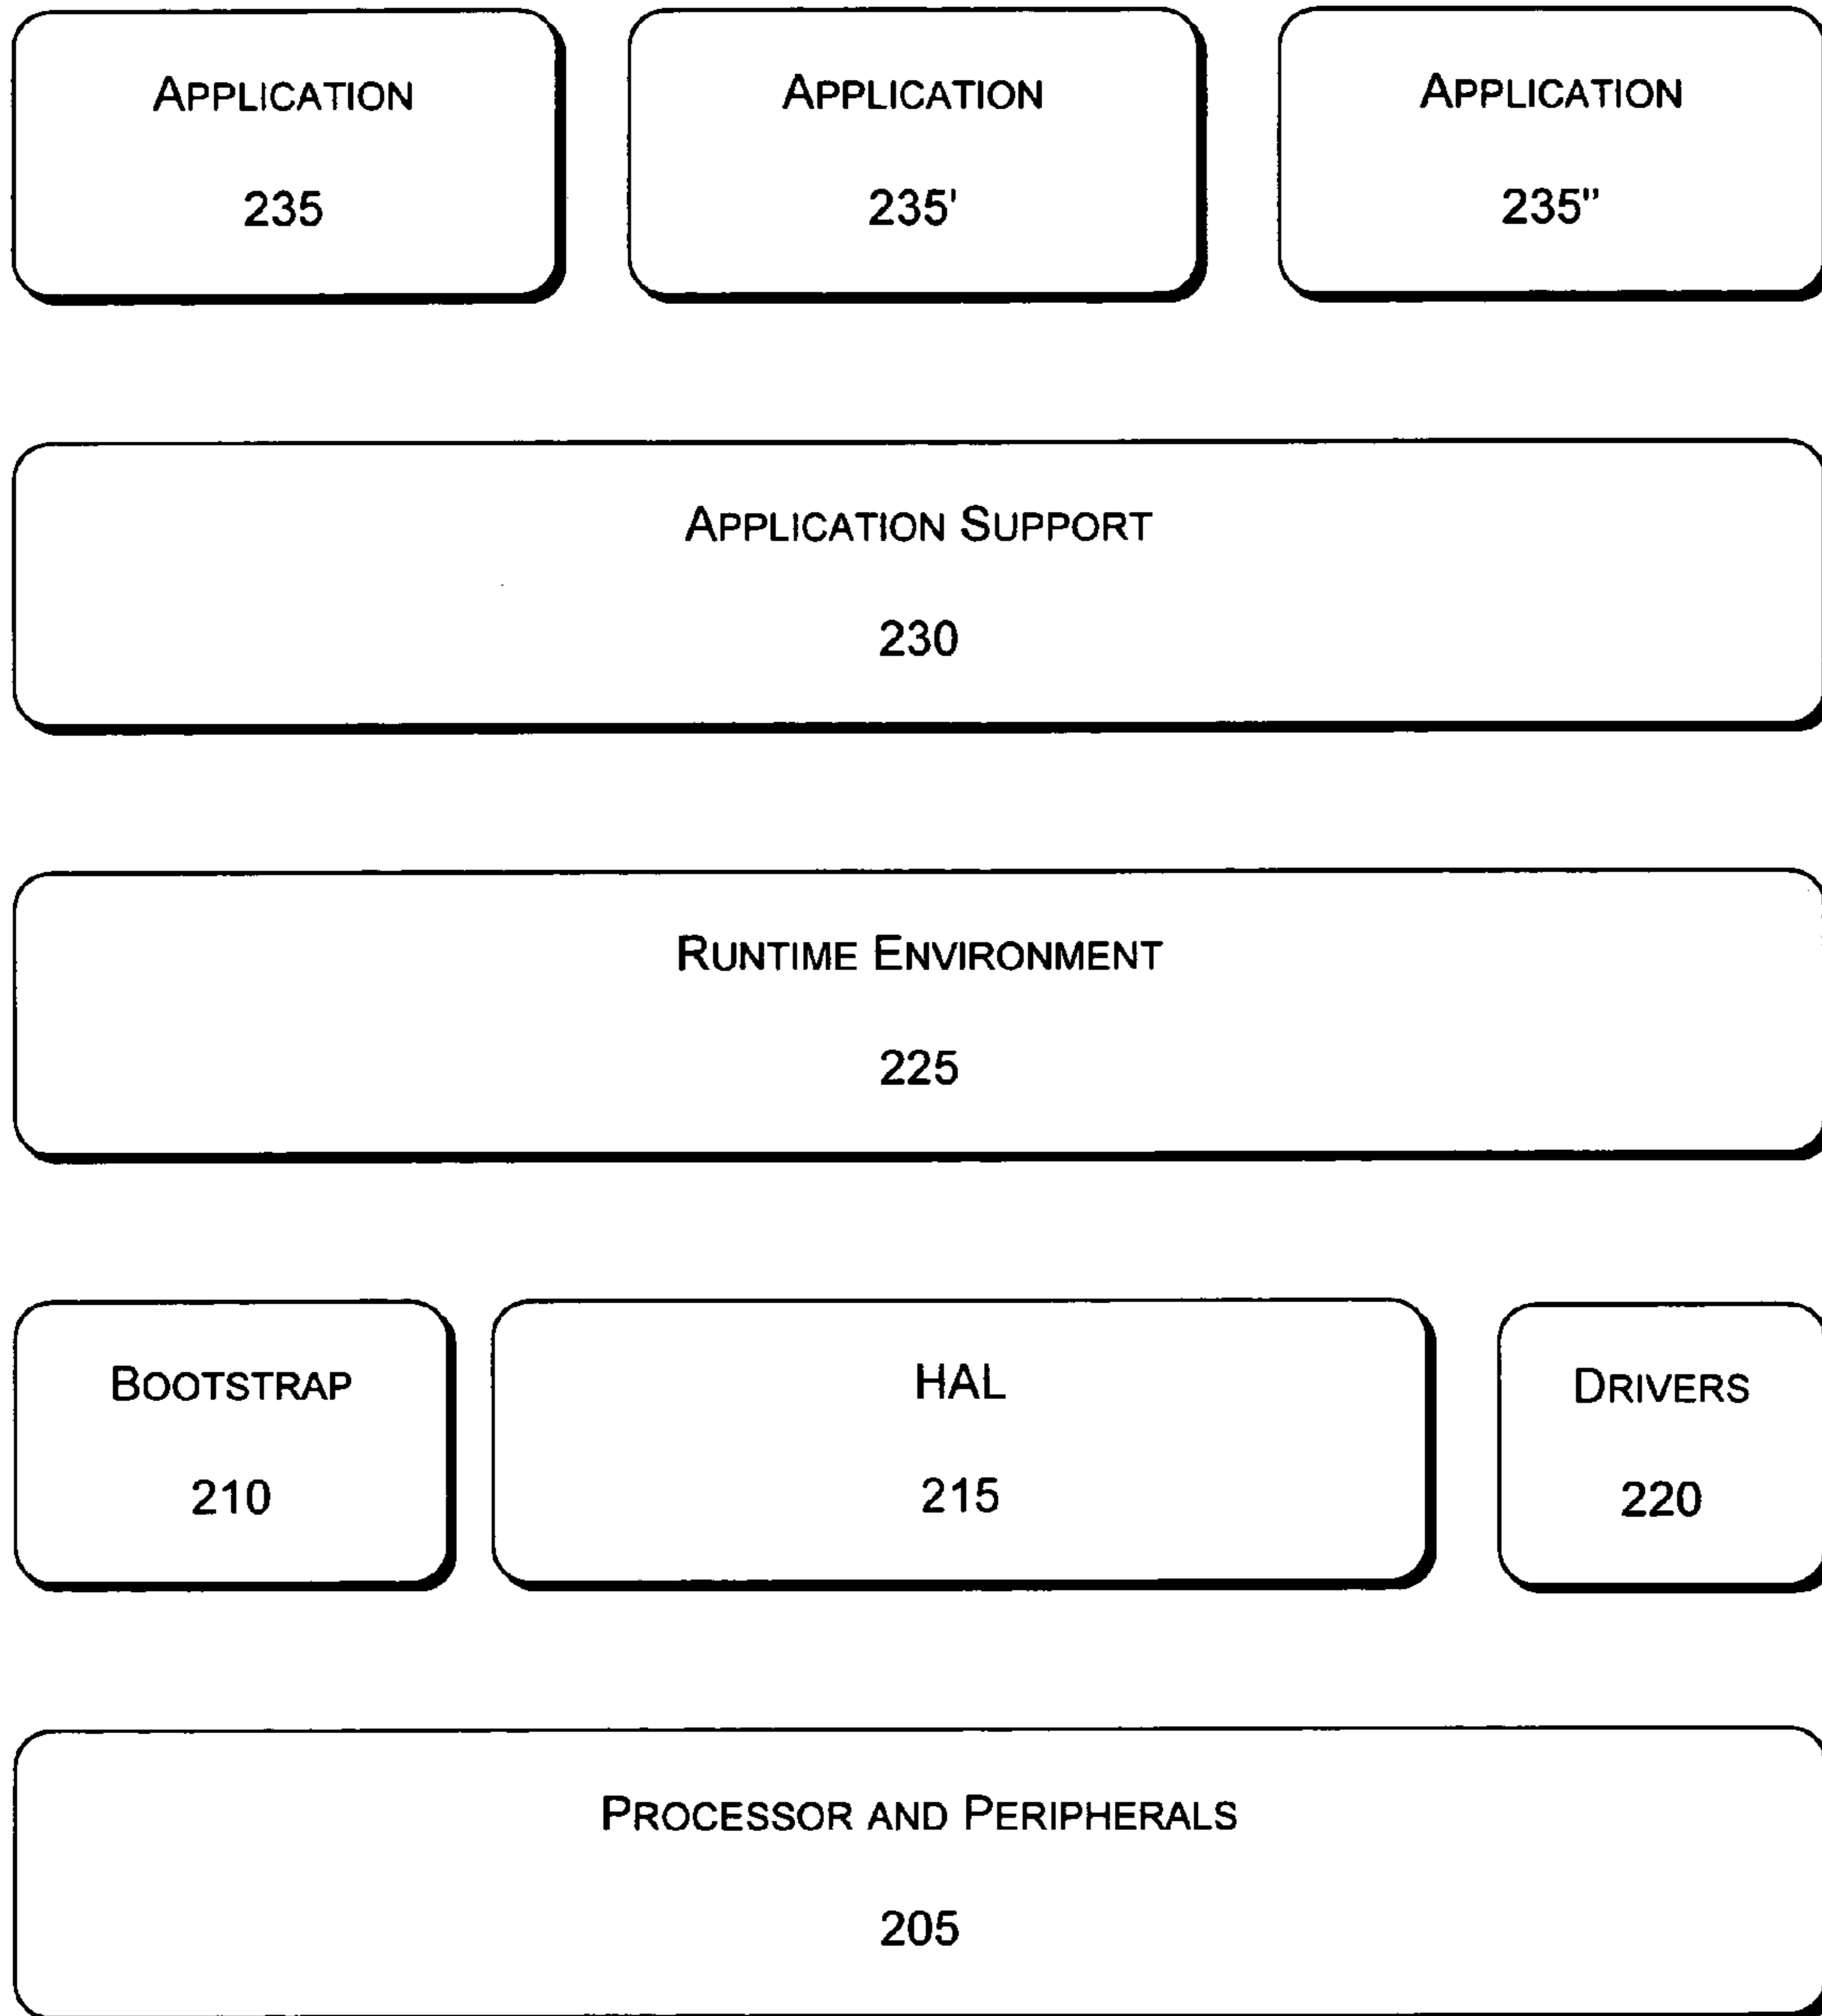 APPLICATION APPLICATION APPLICATION
235 235' 235"
APPLICATION SUPPORT
230
RUNTIME ENVIRONMENT
225
BOOTSTRAP HAL DRIVERS
210 215 220
PROCESSOR AND PERIPHERALS
205